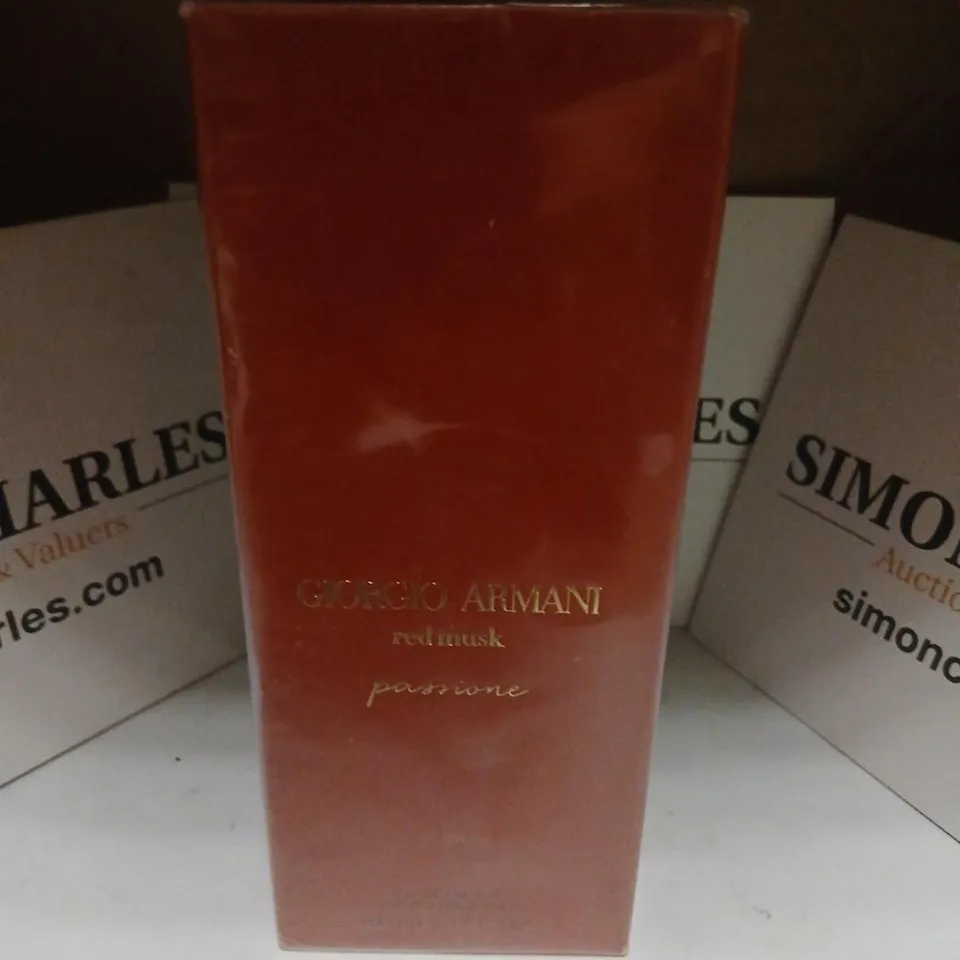 GIORGIO ARMANI
red musk
passione
HARLES
& Valuers
rles.com
ES
SIMO
Auctio
simonc